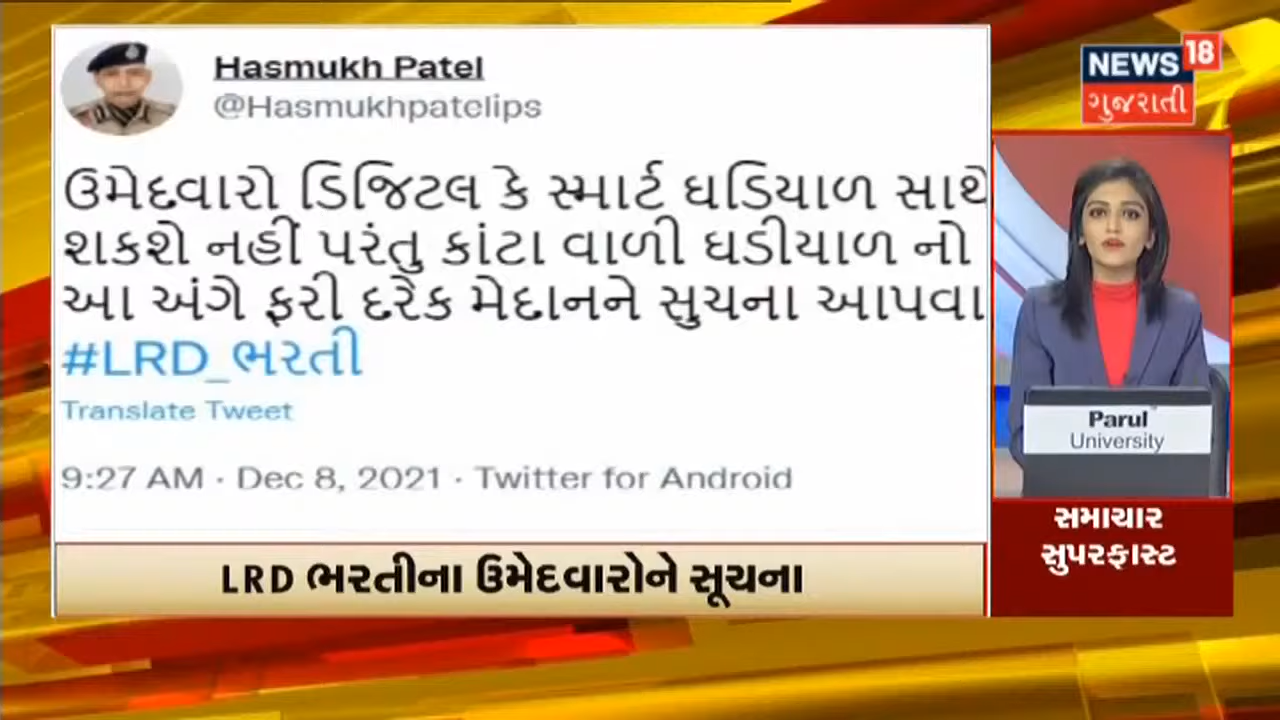 Hasmukh Patel
@Hasmukhpatelips
ઉમેદવારો ડિજિટલ કે સ્માર્ટ ઘડિયાળ સાથે
શકશે નહીં પરંતુ કાંટા વાળી ઘડીયાળ નો
આ અંગે ફરી દરેક મેદાનને સુચના આપવા
#LRD_ભરતી
Translate Tweet
9:27 AM · Dec 8, 2021 · Twitter for Android
LRD ભરતીના ઉમેદવારોને સૂચના
NEWS 18
ગુજરાતી
Parul
University
સમાચાર
સુપરફાસ્ટ